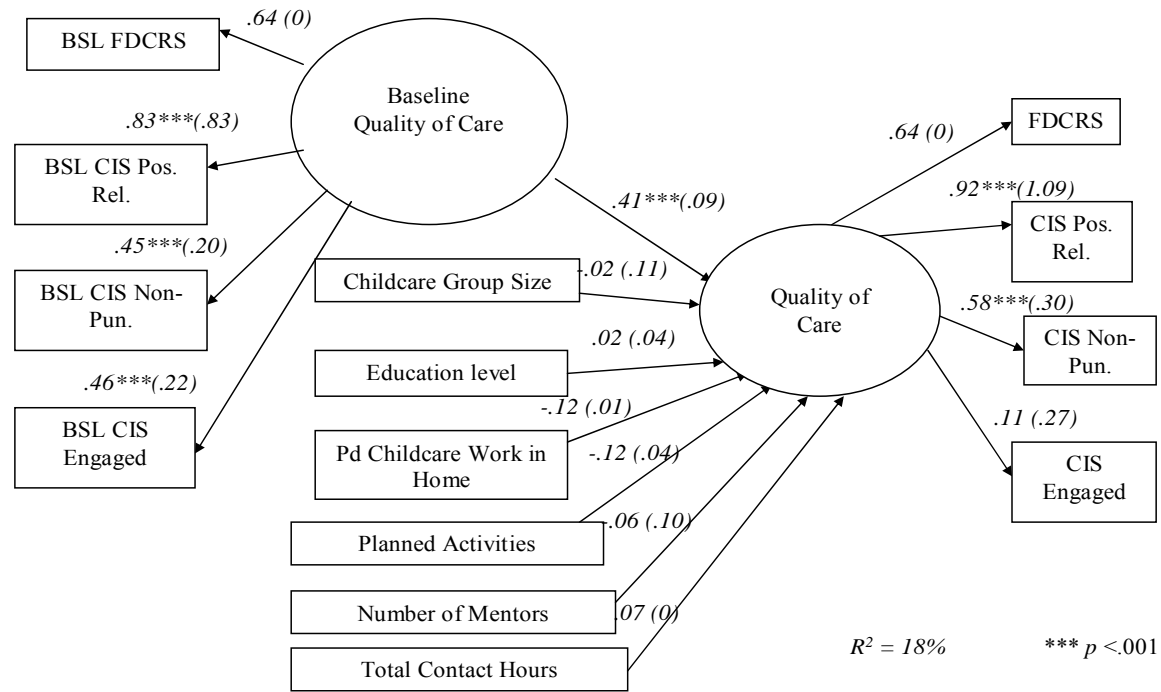 .64 (0)
BSL FDCRS
Baseline
Quality of Care
.83***(.83)
BSL CIS Pos.
Rel.
.45***(.20)
BSL CIS Non-
Pun.
.46***(.22)
BSL CIS
Engaged
.41***(.09)
Childcare Group Size
-.02 (.11)
Education level
.02 (.04)
Pd Childcare Work in
Home
-.12 (.01)
Planned Activities
-.12 (.04)
Number of Mentors
-.06 (.10)
Total Contact Hours
.07 (0)
Quality of
Care
.64 (0)
FDCRS
.92***(1.09)
CIS Pos.
Rel.
.58***(.30)
CIS Non-
Pun.
.11 (.27)
CIS
Engaged
R² = 18%
*** p <.001